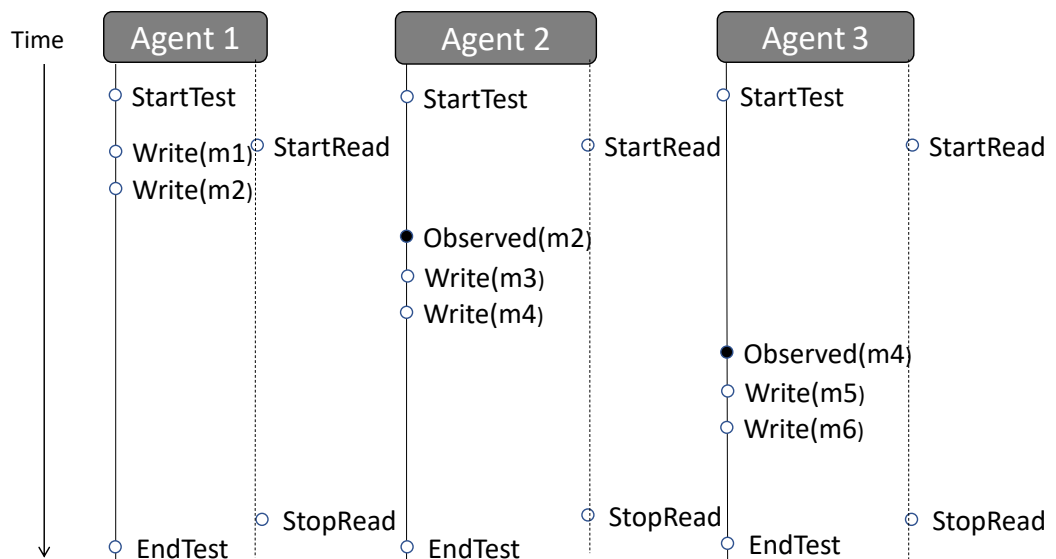 Time
Agent 1
Agent 2
Agent 3
StartTest
StartTest
StartTest
Write(m1)
StartRead
StartRead
StartRead
Write(m2)
Observed(m2)
Write(m3)
Write(m4)
Observed(m4)
Write(m5)
Write(m6)
StopRead
StopRead
StopRead
EndTest
EndTest
EndTest